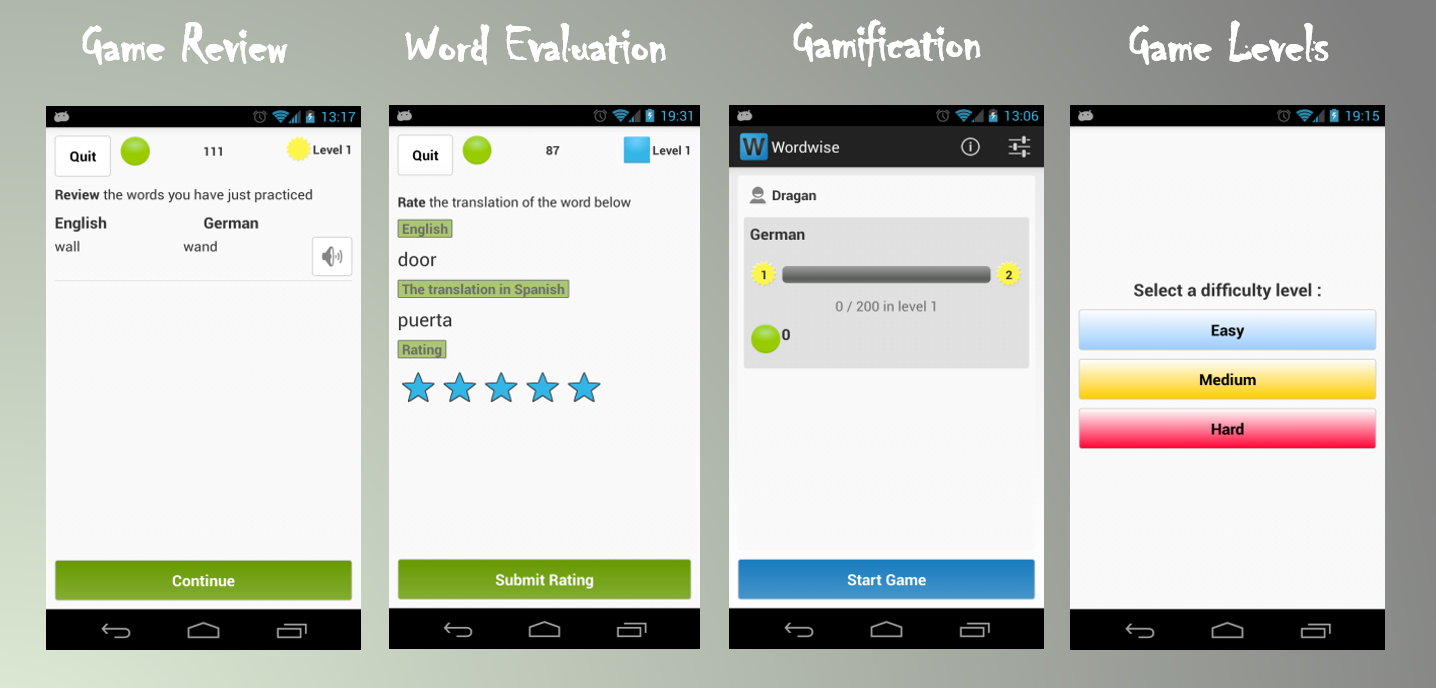 Game Review
Word Evaluation
Gamification
Game Levels
13:17
Quit
111
Level 1
Review the words you have just practiced
English German
wall wand
Continue
19:31
Quit
87
Level 1
Rate the translation of the word below
English
door
The translation in Spanish
puerta
Rating
Submit Rating
13:06
W Wordwise
Dragan
German
1
2
0 / 200 in level 1
0
Start Game
19:15
Select a difficulty level :
Easy
Medium
Hard